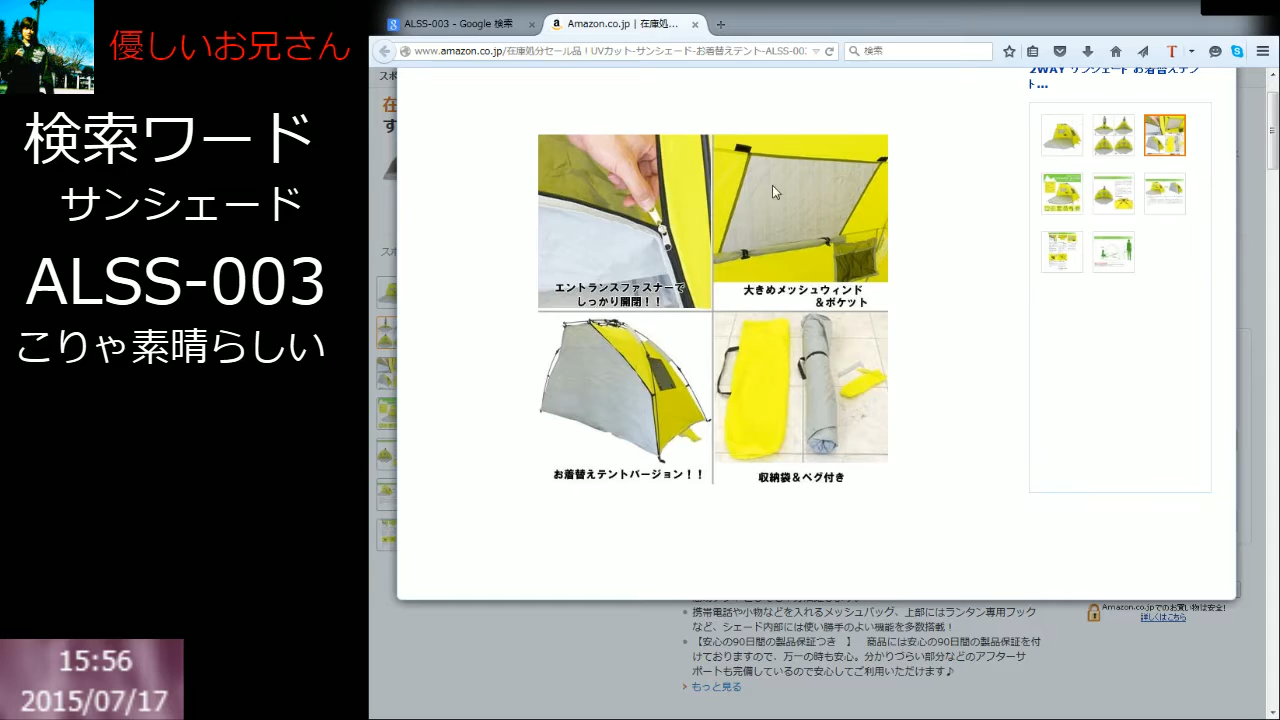 優しいお兄さん
検索ワード
サンシェード
ALSS-003
こりゃ素晴らしい
15:56
2015/07/17
ALSS-003 - Google 検索
Amazon.co.jp | 在庫処...
www.amazon.co.jp/在庫処分セール品！UVカット-サンシェード-お着替えテント-ALSS-00
検索
2WAY サンシェード お着替えテン
ト...
エントランスファスナーで
しっかり開閉！！
大きめメッシュウィンド
＆ポケット
お着替えテントバージョン！！
収納袋＆ペグ付き
携帯電話や小物などを入れるメッシュバッグ、上部にはランタン専用フック
など、シェード内部には使い勝手のよい機能を多数搭載！
【安心の90日間の製品保証つき　】　商品には安心の90日間の製品保証を付
けておりますので、万一の時も安心。分かりづらい部分などのアフターサ
ポートも完備しているので安心してご利用いただけます♪
もっと見る
Amazon.co.jpでのお買い物は安全!
詳しくはこちら